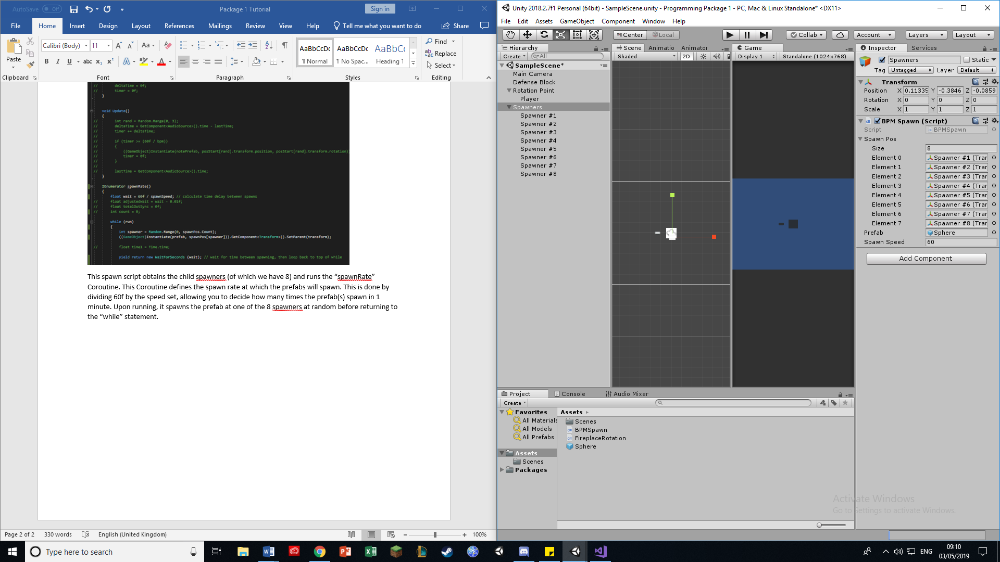 AutoSave Off
Package 1 Tutorial
Sign in
File Home Insert Design Layout References Mailings Review View Help Tell me what you want to do Share
Paste
Calibri (Body) 11
Clipboard Font Paragraph Styles Editing
AaBbCcDc AaBbCcDc AaBbCc
¶ Normal ¶ No Spac... Heading 1
Find
Replace
Select
// deltaTime = 0f;
// timer = 0f;
}
void Update()
{
// int rand = Random.Range(0, 3);
// deltaTime = GetComponent<AudioSource>().time - lastTime;
// timer += deltaTime;
//
// if (timer >= (60f / bpm))
// {
// ((GameObject)Instantiate(notePrefab, posStart[rand].transform.position, posStart[rand].transform.rotation)
// timer = 0f;
// }
//
// lastTime = GetComponent<AudioSource>().time;
}
IEnumerator spawnRate()
{
float wait = 60f / spawnSpeed; // calculate time delay between spawns
// float adjustedWait = wait - 0.01f;
// float totalOutSync = 0f;
// int count = 0;
while (run)
{
int spawner = Random.Range(0, spawnPos.Count);
((GameObject)Instantiate(prefab, spawnPos[spawner])).GetComponent<Transform>().SetParent(transform);
// float time1 = Time.time;
yield return new WaitForSeconds (wait); // wait for time between spawning, then loop back to top of while
This spawn script obtains the child spawners (of which we have 8) and runs the “spawnRate”
Coroutine. This Coroutine defines the spawn rate at which the prefabs will spawn. This is done by
dividing 60f by the speed set, allowing you to decide how many times the prefab(s) spawn in 1
minute. Upon running, it spawns the prefab at one of the 8 spawners at random before returning to
the “while” statement.
Page 2 of 2 330 words English (United Kingdom) 100%
Unity 2018.2.7f1 Personal (64bit) - SampleScene.unity - Programming Package 1 - PC, Mac & Linux Standalone* <DX11>
File Edit Assets GameObject Component Window Help
Center Local Collab Account Layers Layout
Hierarchy
Create All
SampleScene*
Main Camera
Defense Block
Rotation Point
Player
Spawners
Spawner #1
Spawner #2
Spawner #3
Spawner #4
Spawner #5
Spawner #6
Spawner #7
Spawner #8
Scene Animatio Animator
Shaded 2D
Game
Display 1 Standalone (1024x768)
Inspector Services
Spawners Static
Tag Untagged Layer Default
Transform
Position X 0.11335 Y -0.3846 Z -0.0859
Rotation X 0 Y 0 Z 0
Scale X 1 Y 1 Z 1
BPM Spawn (Script)
Script BPMSpawn
Spawn Pos
Size 8
Element 0 Spawner #1 (Trar
Element 1 Spawner #2 (Trar
Element 2 Spawner #3 (Trar
Element 3 Spawner #4 (Trar
Element 4 Spawner #5 (Trar
Element 5 Spawner #6 (Trar
Element 6 Spawner #7 (Trar
Element 7 Spawner #8 (Trar
Prefab Sphere
Spawn Speed 60
Add Component
Project Console Audio Mixer
Create
Favorites
All Materials
All Models
All Prefabs
Assets
Scenes
Packages
Assets
Scenes
BPMSpawn
FireplaceRotation
Sphere
Activate Windows
Go to Settings to activate Windows.
Type here to search
ENG
09:10
03/05/2019